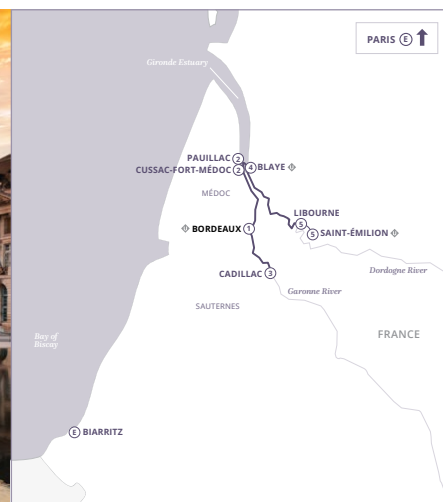 PARIS E
Gironde Estuary
PAUILLAC 2
CUSSAC-FORT-MÉDOC 2
4 BLAYE
MÉDOC
LIBOURNE
5
BORDEAUX 1
5 SAINT-ÉMILION
CADILLAC 3
Dordogne River
Garonne River
SAUTERNES
FRANCE
Bay of
Biscay
E BIARRITZ